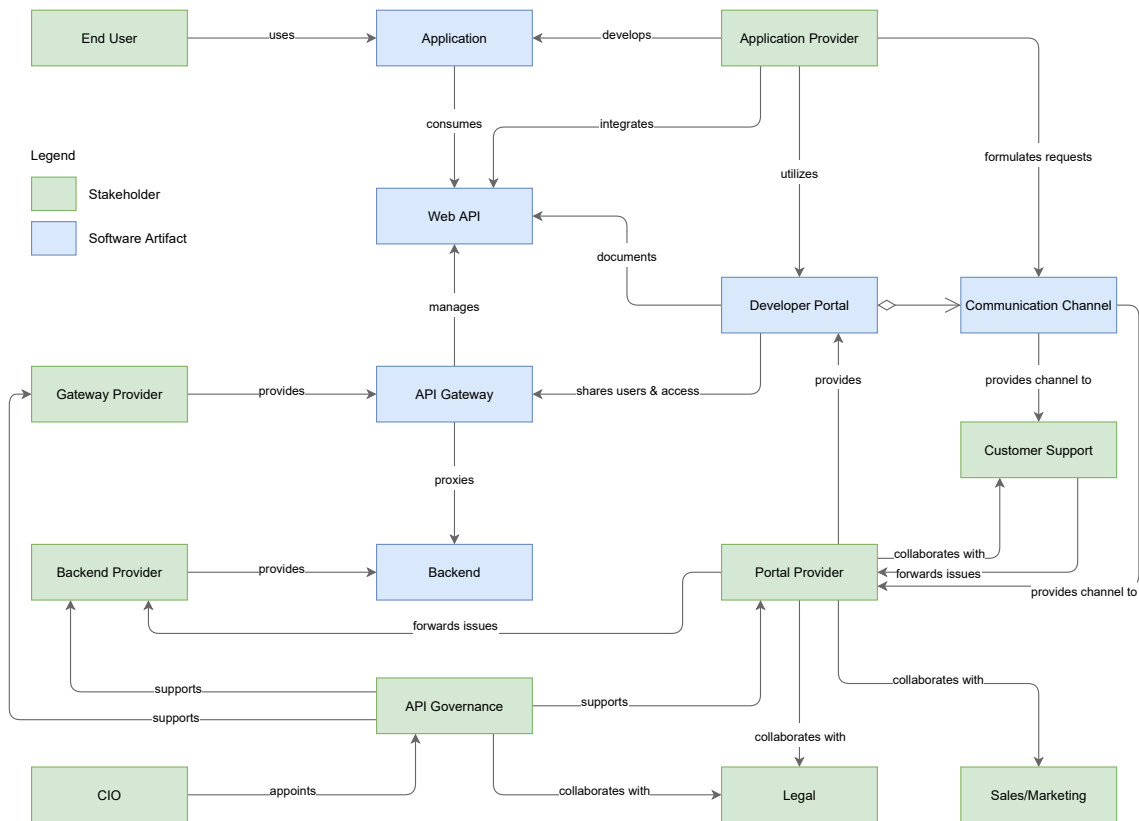 End User
uses
Application
develops
Application Provider
consumes
integrates
formulates requests
Legend
utilizes
Stakeholder
Web API
Software Artifact
documents
manages
Developer Portal
Communication Channel
Gateway Provider
provides
API Gateway
shares users & access
provides
provides channel to
Customer Support
proxies
Backend Provider
provides
Backend
Portal Provider
collaborates with
forwards issues
provides channel to
forwards issues
supports
supports
API Governance
supports
collaborates with
collaborates with
CIO
appoints
collaborates with
Legal
Sales/Marketing